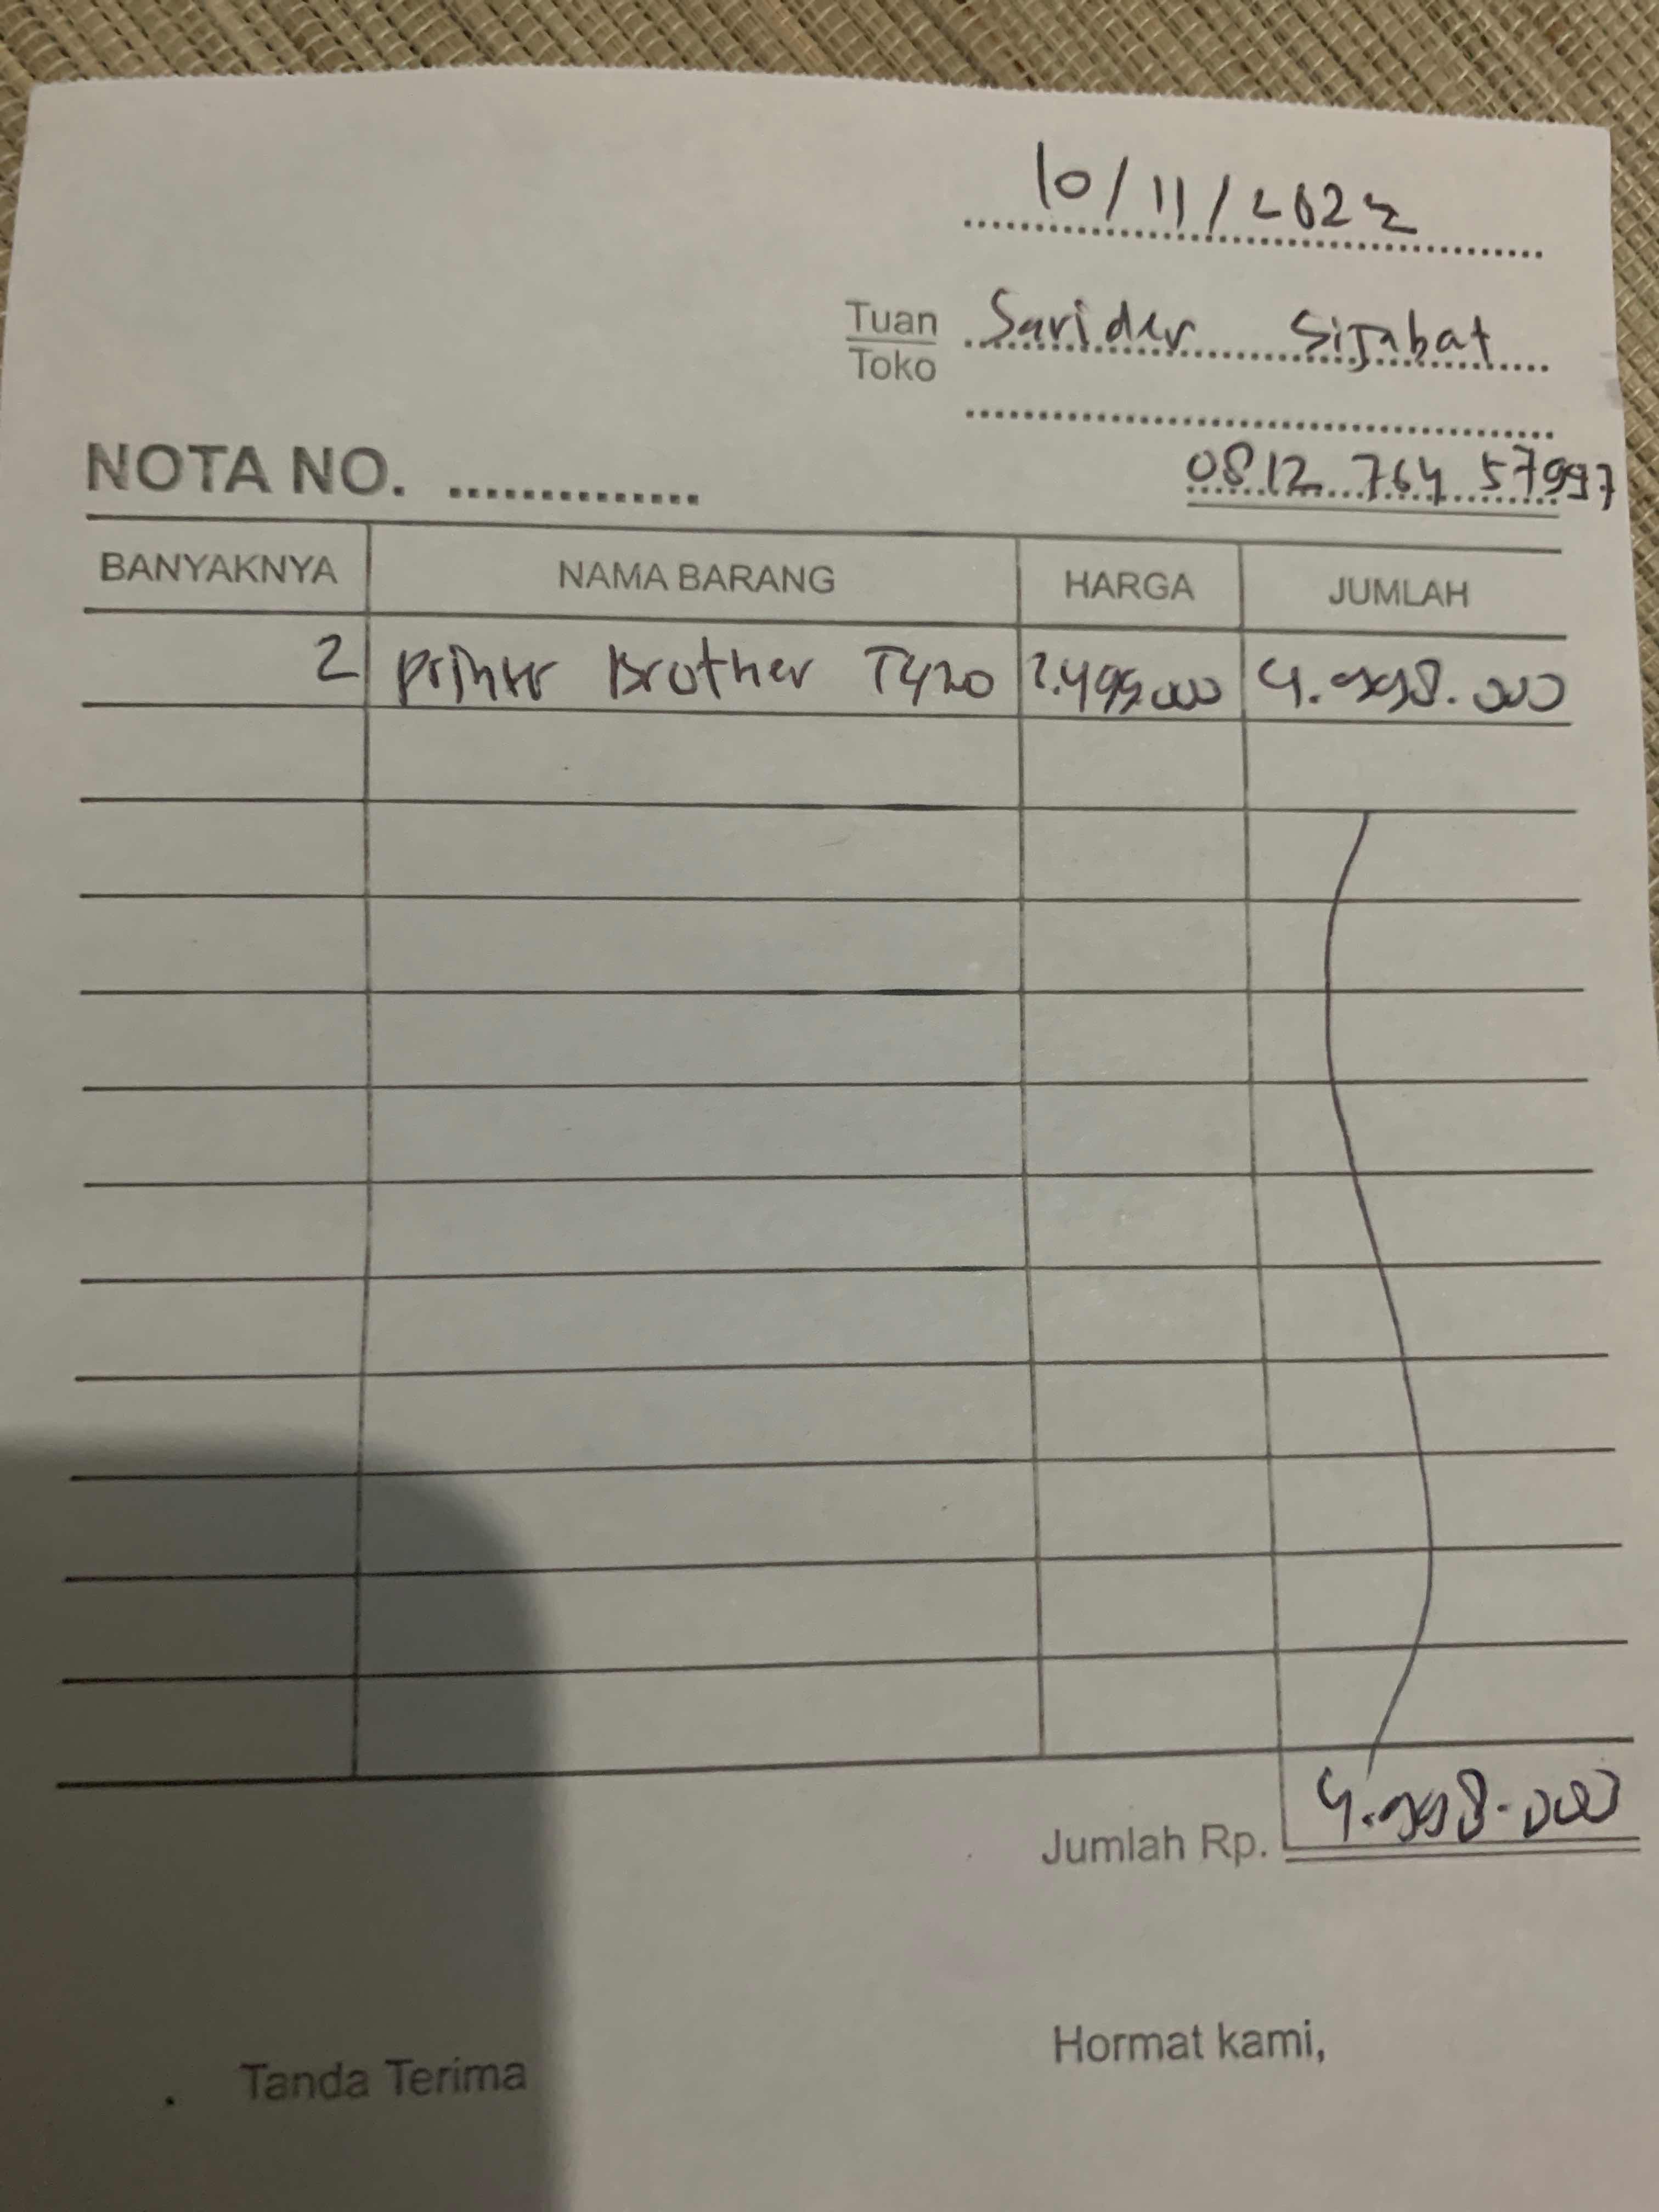 10/11/2022
Tuan Sarider Sijabat
Toko
NOTA NO. ..............
0812 764 57997
BANYAKNYA NAMA BARANG HARGA JUMLAH
2 Printer Brother T420 2.499.000 4.998.000
Jumlah Rp. 4.998.000
Tanda Terima Hormat kami,